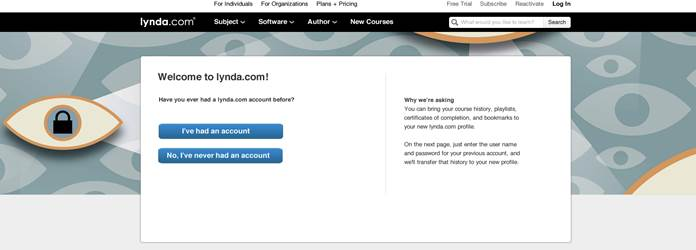 For Individuals For Organizations Plans + Pricing Free Trial Subscribe Reactivate Log In
lynda.com® Subject Software Author New Courses What would you like to learn? Search
Welcome to lynda.com!
Have you ever had a lynda.com account before?
I've had an account
No, I've never had an account
Why we're asking
You can bring your course history, playlists,
certificates of completion, and bookmarks to
your new lynda.com profile.
On the next page, just enter the user name
and password for your previous account, and
we'll transfer that history to your new profile.